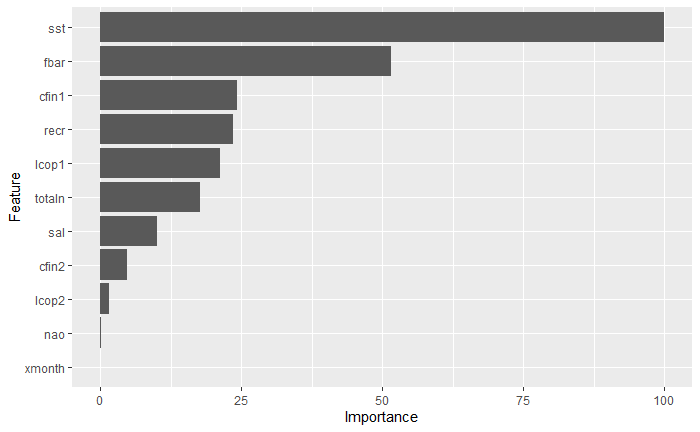 Feature
sst
fbar
cfin1
recr
lcop1
totaln
sal
cfin2
lcop2
nao
xmonth
0 25 50 75 100
Importance